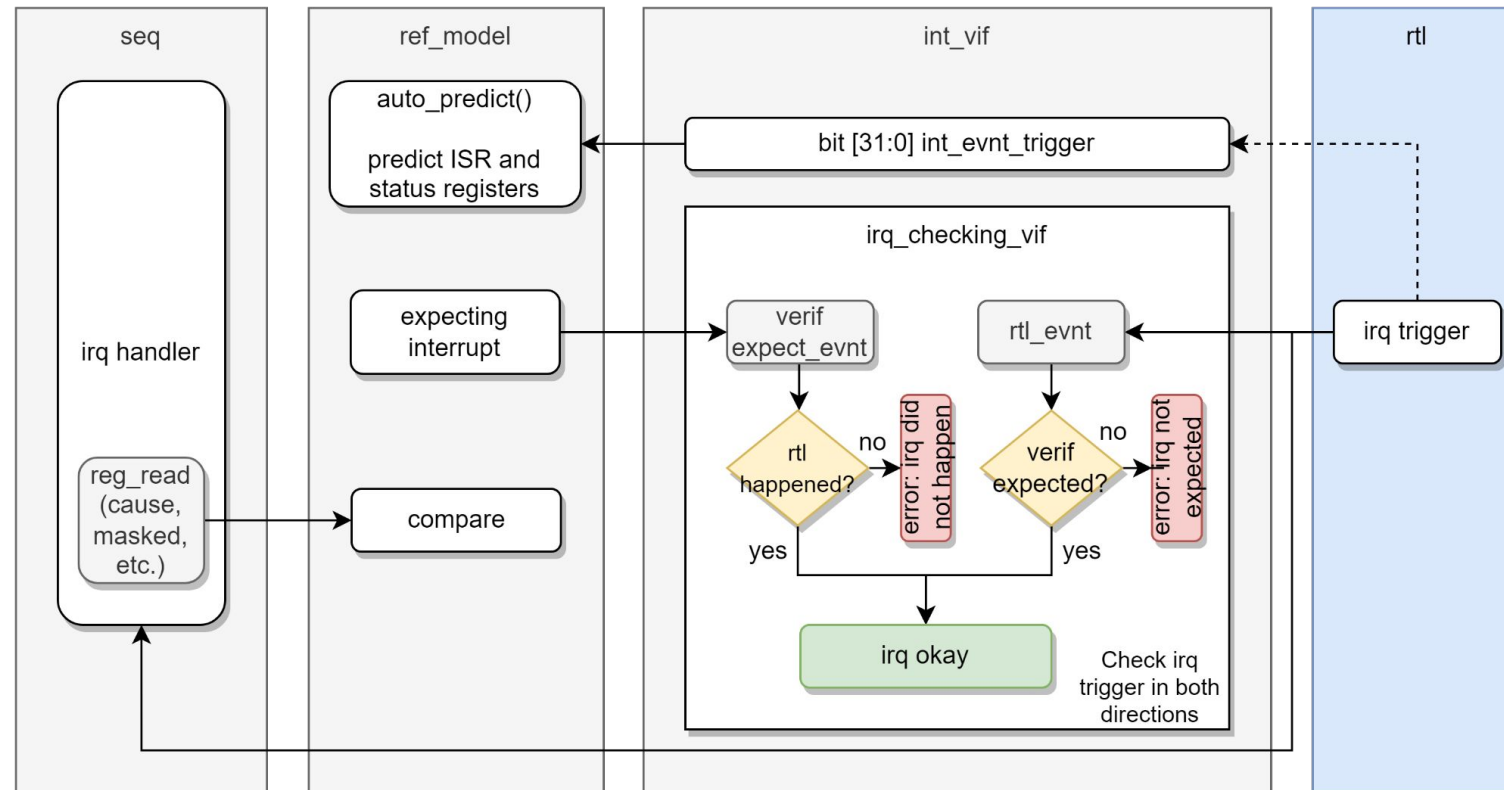 seq
irq handler
reg_read
(cause,
masked,
etc.)
ref_model
auto_predict()
predict ISR and
status registers
expecting
interrupt
compare
int_vif
bit [31:0] int_evnt_trigger
irq_checking_vif
verif
expect_evnt
rtl
happened?
no
error: irq did
not happen
yes
rtl_evnt
verif
expected?
no
error: irq not
expected
yes
irq okay
Check irq
trigger in both
directions
rtl
irq trigger